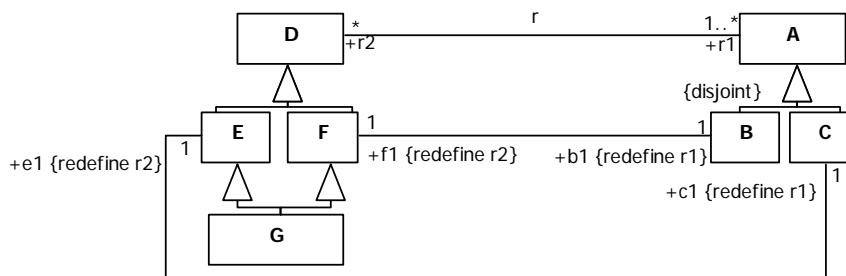 r
D
*
+r2
1..*
+r1
A
{disjoint}
E
F
1
1
B
C
1
+e1 {redefine r2}
+f1 {redefine r2}
+b1 {redefine r1}
+c1 {redefine r1}
1
G